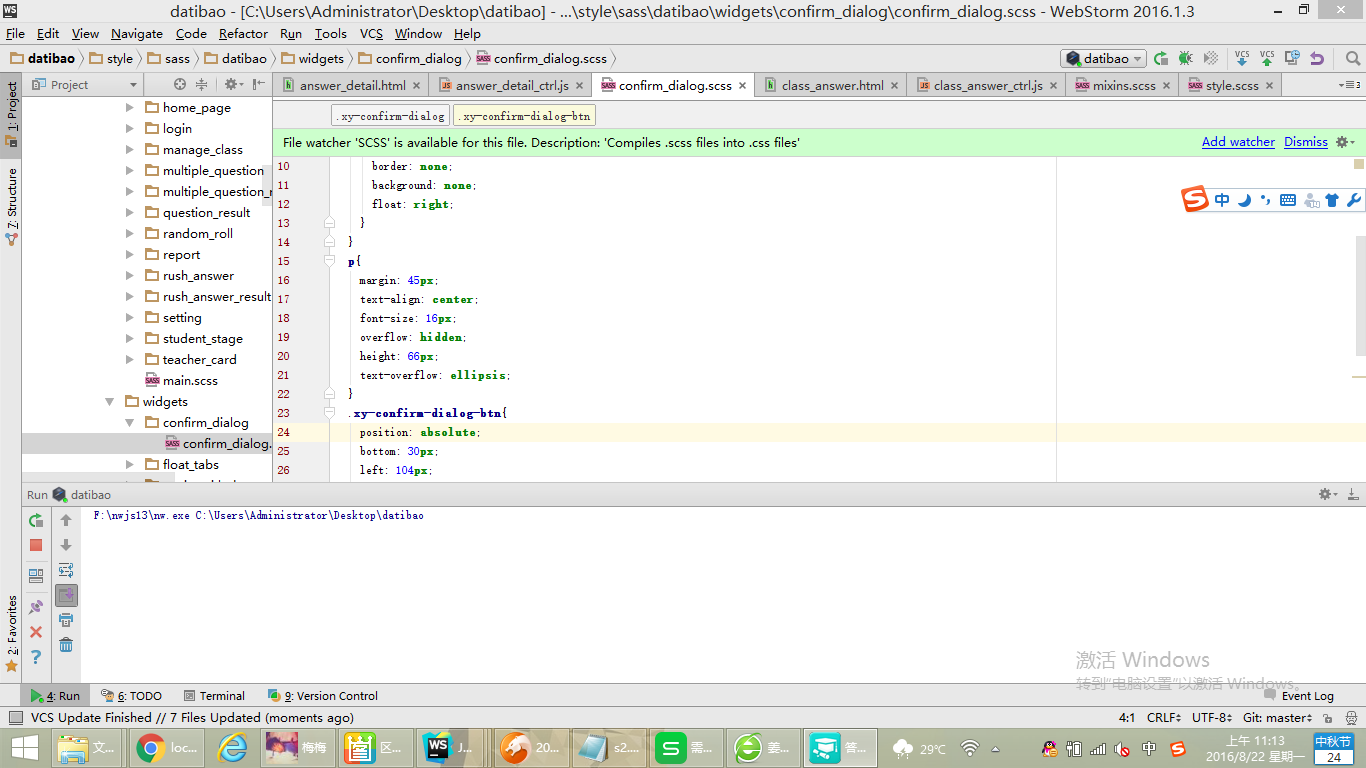 datibao - [C:\Users\Administrator\Desktop\datibao] - ...\style\sass\datibao\widgets\confirm_dialog\confirm_dialog.scss - WebStorm 2016.1.3
File Edit View Navigate Code Refactor Run Tools VCS Window Help
datibao style sass datibao widgets confirm_dialog confirm_dialog.scss
datibao
VCS VCS
1: Project
7: Structure
2: Favorites
Project
answer_detail.html answer_detail_ctrl.js confirm_dialog.scss class_answer.html class_answer_ctrl.js mixins.scss style.scss
.xy-confirm-dialog .xy-confirm-dialog-btn
File watcher 'SCSS' is available for this file. Description: 'Compiles .scss files into .css files' Add watcher Dismiss
home_page
login
manage_class
multiple_question
multiple_question_r
question_result
random_roll
report
rush_answer
rush_answer_result
setting
student_stage
teacher_card
main.scss
widgets
confirm_dialog
confirm_dialog.
float_tabs
10 border: none;
11 background: none;
12 float: right;
13 }
14 }
15 p{
16 margin: 45px;
17 text-align: center;
18 font-size: 16px;
19 overflow: hidden;
20 height: 66px;
21 text-overflow: ellipsis;
22 }
23 .xy-confirm-dialog-btn{
24 position: absolute;
25 bottom: 30px;
26 left: 104px;
中
Run datibao
F:\nwjs13\nw.exe C:\Users\Administrator\Desktop\datibao
激活 Windows
转到"电脑设置"以激活 Windows。
4: Run 6: TODO Terminal 9: Version Control Event Log
VCS Update Finished // 7 Files Updated (moments ago) 4:1 CRLF UTF-8 Git: master
文... loc... 梅梅 区... J... 20... s2.... 需... 姜... 答... 29℃ 中
上午 11:13
2016/8/22 星期一
中秋节
24